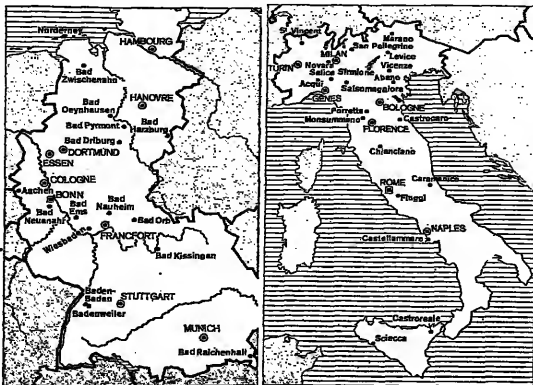 Norderney
HAMBOURG
Bad
Zwischenahn
Bad
Oeynhausen
HANOVRE
Bad Pyrmont
Bad
Harzburg
Bad Driburg
DORTMUND
ESSEN
COLOGNE
Aachen
BONN
Bad
Neuenahr
Bad
Ems
Bad
Nauheim
Bad Orb
Wiesbaden
FRANCFORT
Bad Kissingen
Baden-
Baden
STUTTGART
Badenweiler
MUNICH
Bad Reichenhall
St Vincent
Merano
MILAN
San Pellegrino
Levico
TURIN
Novara
Vicenze
Salice
Sirmione
Abano
Acqui
Salsomaggiore
GENES
BOLOGNE
Porretta
Monsummano
Castrocaro
FLORENCE
Chianciano
ROME
Caramanico
Fiuggi
NAPLES
Castellammare
Castroreale
Sciacca